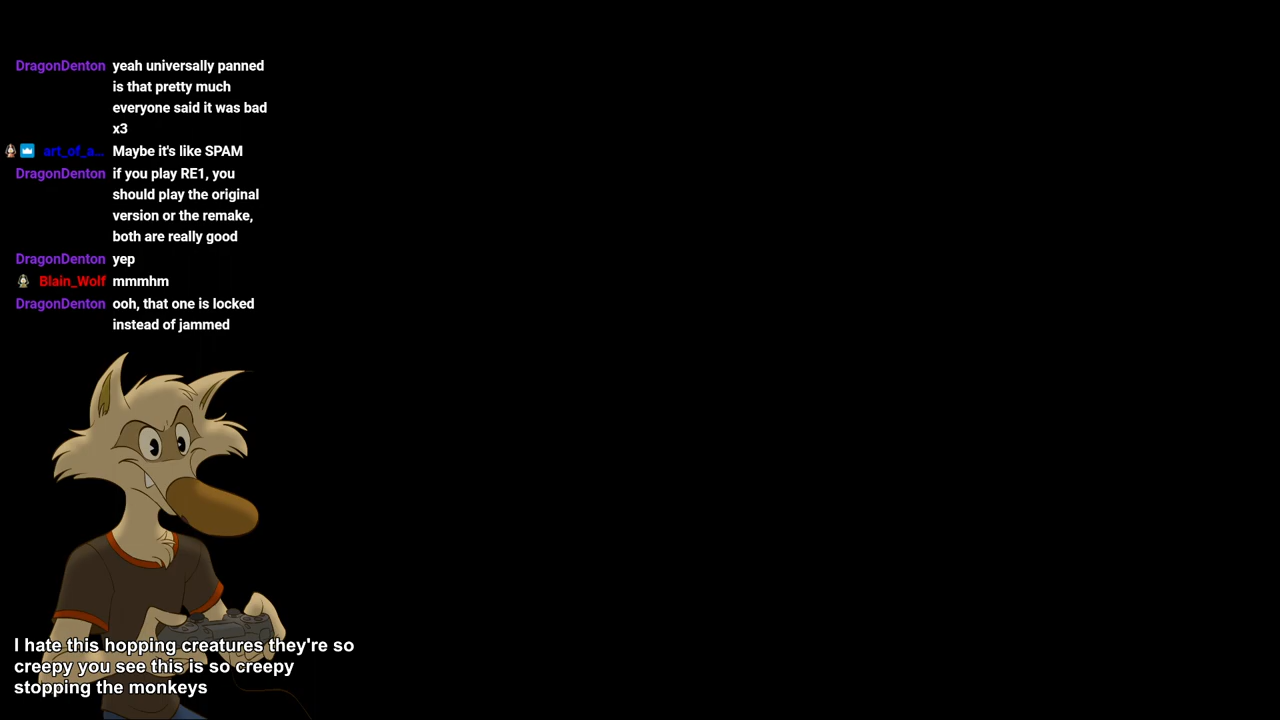 DragonDenton yeah universally panned
is that pretty much
everyone said it was bad
x3
art_of_a... Maybe it's like SPAM
DragonDenton if you play RE1, you
should play the original
version or the remake,
both are really good
DragonDenton yep
Blain_Wolf mmmhm
DragonDenton ooh, that one is locked
instead of jammed
I hate this hopping creatures they're so
creepy you see this is so creepy
stopping the monkeys